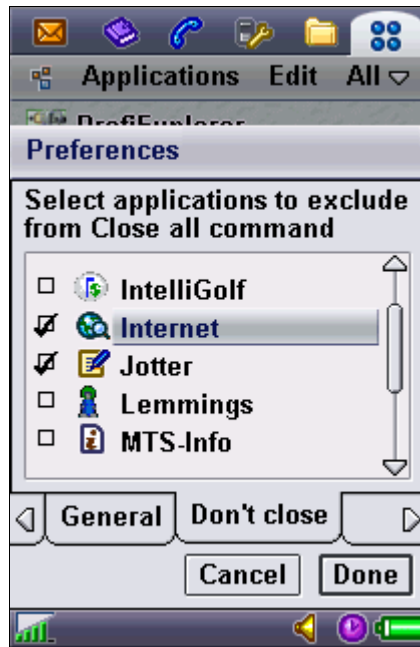 Applications Edit All
ProfiExplorer
Preferences
Select applications to exclude
from Close all command
IntelliGolf
Internet
Jotter
Lemmings
MTS-Info
General Don't close
Cancel Done